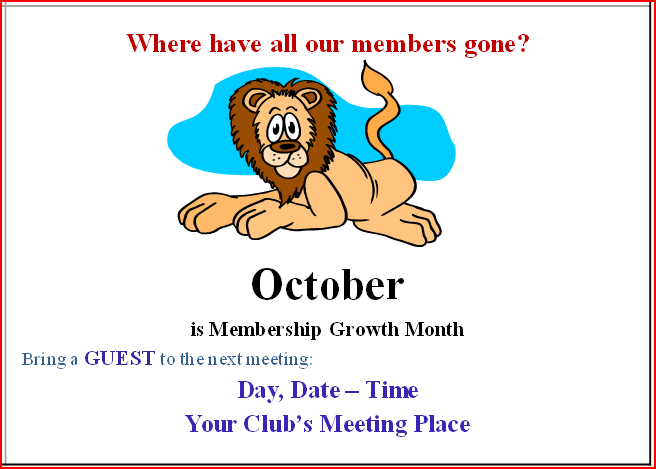 Where have all our members gone?
October
is Membership Growth Month
Bring a GUEST to the next meeting:
Day, Date – Time
Your Club’s Meeting Place